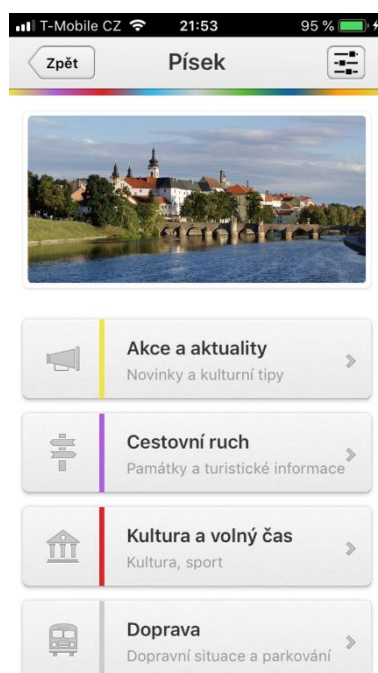 T-Mobile CZ 21:53 95 %
Zpět Písek
Akce a aktuality
Novinky a kulturní tipy
Cestovní ruch
Památky a turistické informace
Kultura a volný čas
Kultura, sport
Doprava
Dopravní situace a parkování